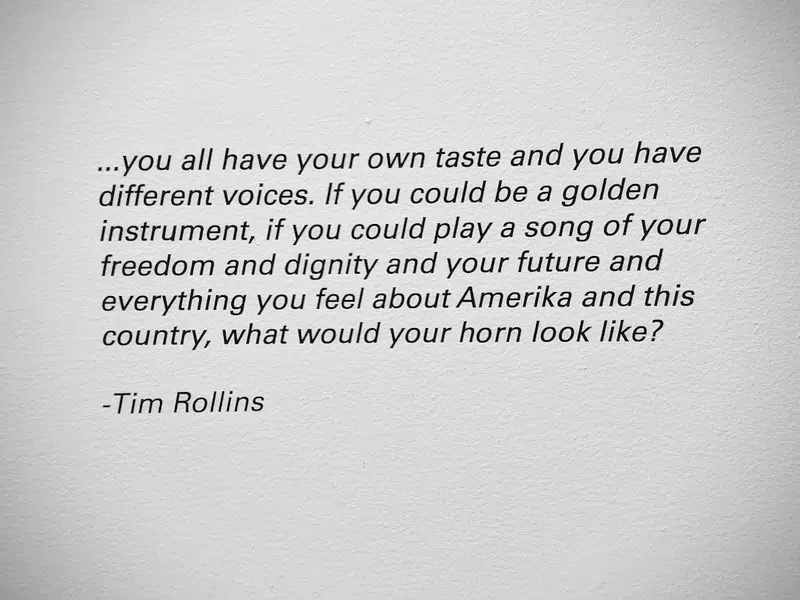 ...you all have your own taste and you have
different voices. If you could be a golden
instrument, if you could play a song of your
freedom and dignity and your future and
everything you feel about Amerika and this
country, what would your horn look like?
-Tim Rollins